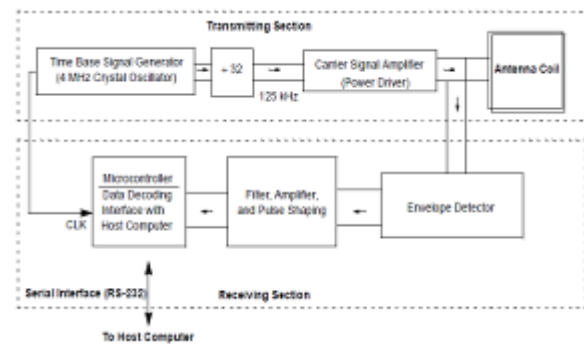 Transmitting Section
Time Base Signal Generator
(4 MHz Crystal Oscillator)
÷ 32
125 kHz
Carrier Signal Amplifier
(Power Driver)
Antenna Coil
Microcontroller
Data Decoding
Interface with
Host Computer
CLK
Filter, Amplifier,
and Pulse Shaping
Envelope Detector
Serial Interface (RS-232)
Receiving Section
To Host Computer